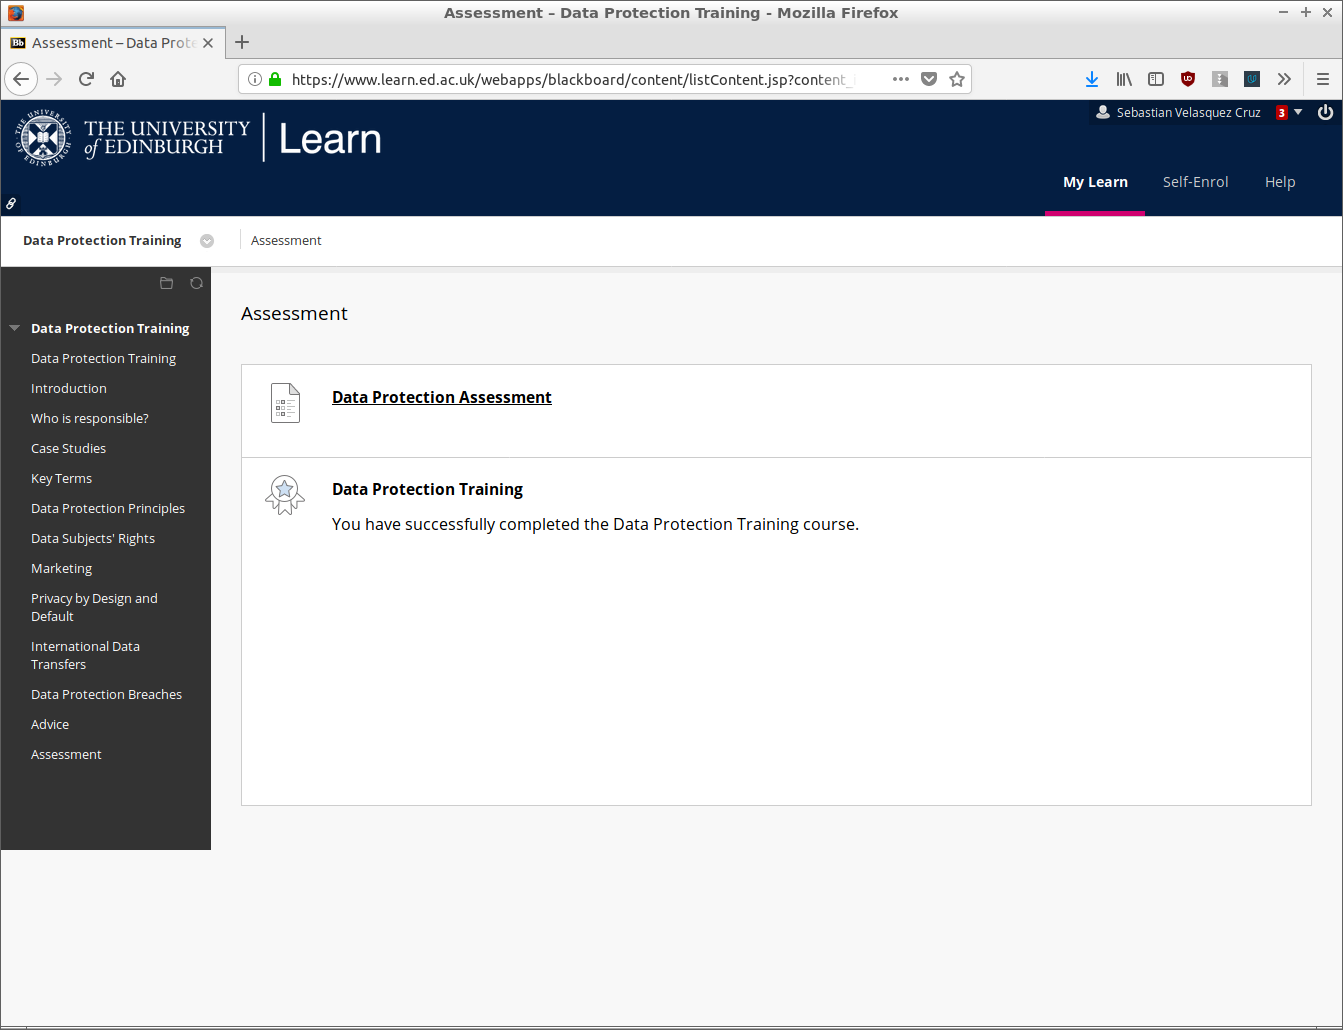 Assessment – Data Protection Training - Mozilla Firefox
Bb Assessment – Data Prote
https://www.learn.ed.ac.uk/webapps/blackboard/content/listContent.jsp?content_
THE UNIVERSITY
of EDINBURGH
Learn
Sebastian Velasquez Cruz 3
My Learn Self-Enrol Help
Data Protection Training Assessment
Data Protection Training
Data Protection Training
Introduction
Who is responsible?
Case Studies
Key Terms
Data Protection Principles
Data Subjects' Rights
Marketing
Privacy by Design and
Default
International Data
Transfers
Data Protection Breaches
Advice
Assessment
Assessment
Data Protection Assessment
Data Protection Training
You have successfully completed the Data Protection Training course.